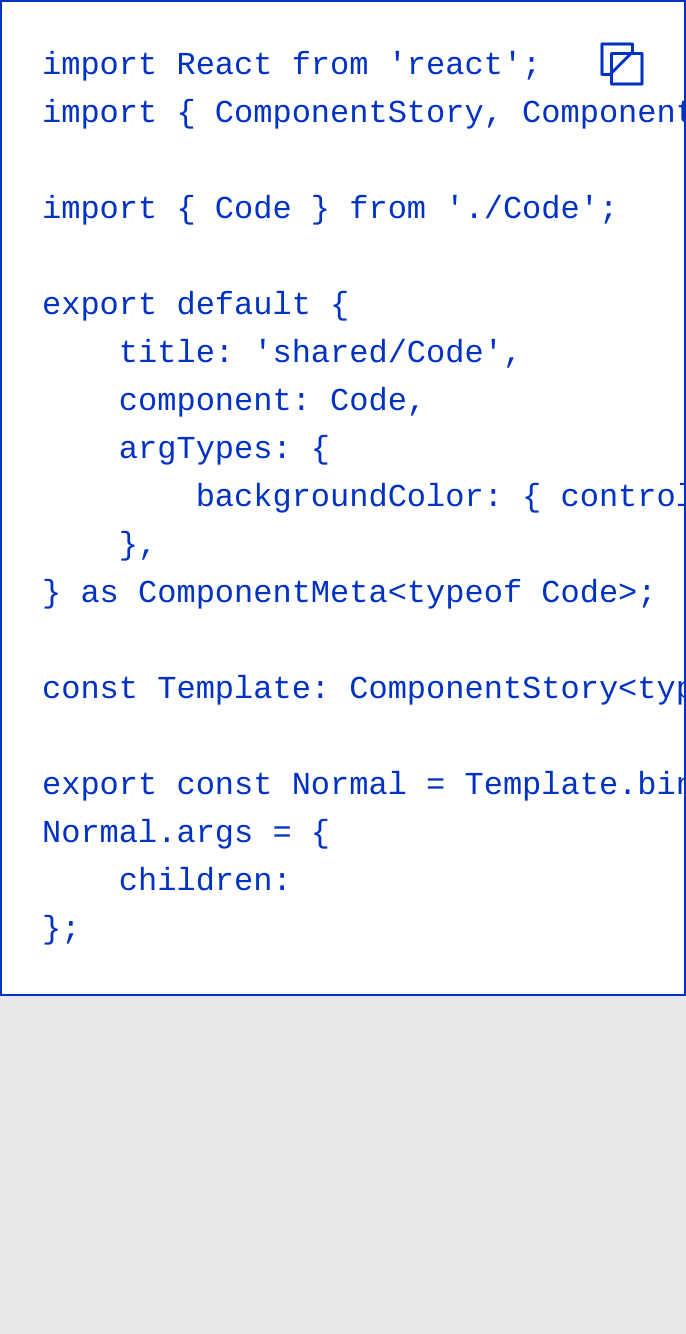 import React from 'react';
import { ComponentStory, Component

import { Code } from './Code';

export default {
    title: 'shared/Code',
    component: Code,
    argTypes: {
        backgroundColor: { control
    },
} as ComponentMeta<typeof Code>;

const Template: ComponentStory<typ

export const Normal = Template.bin
Normal.args = {
    children:
};